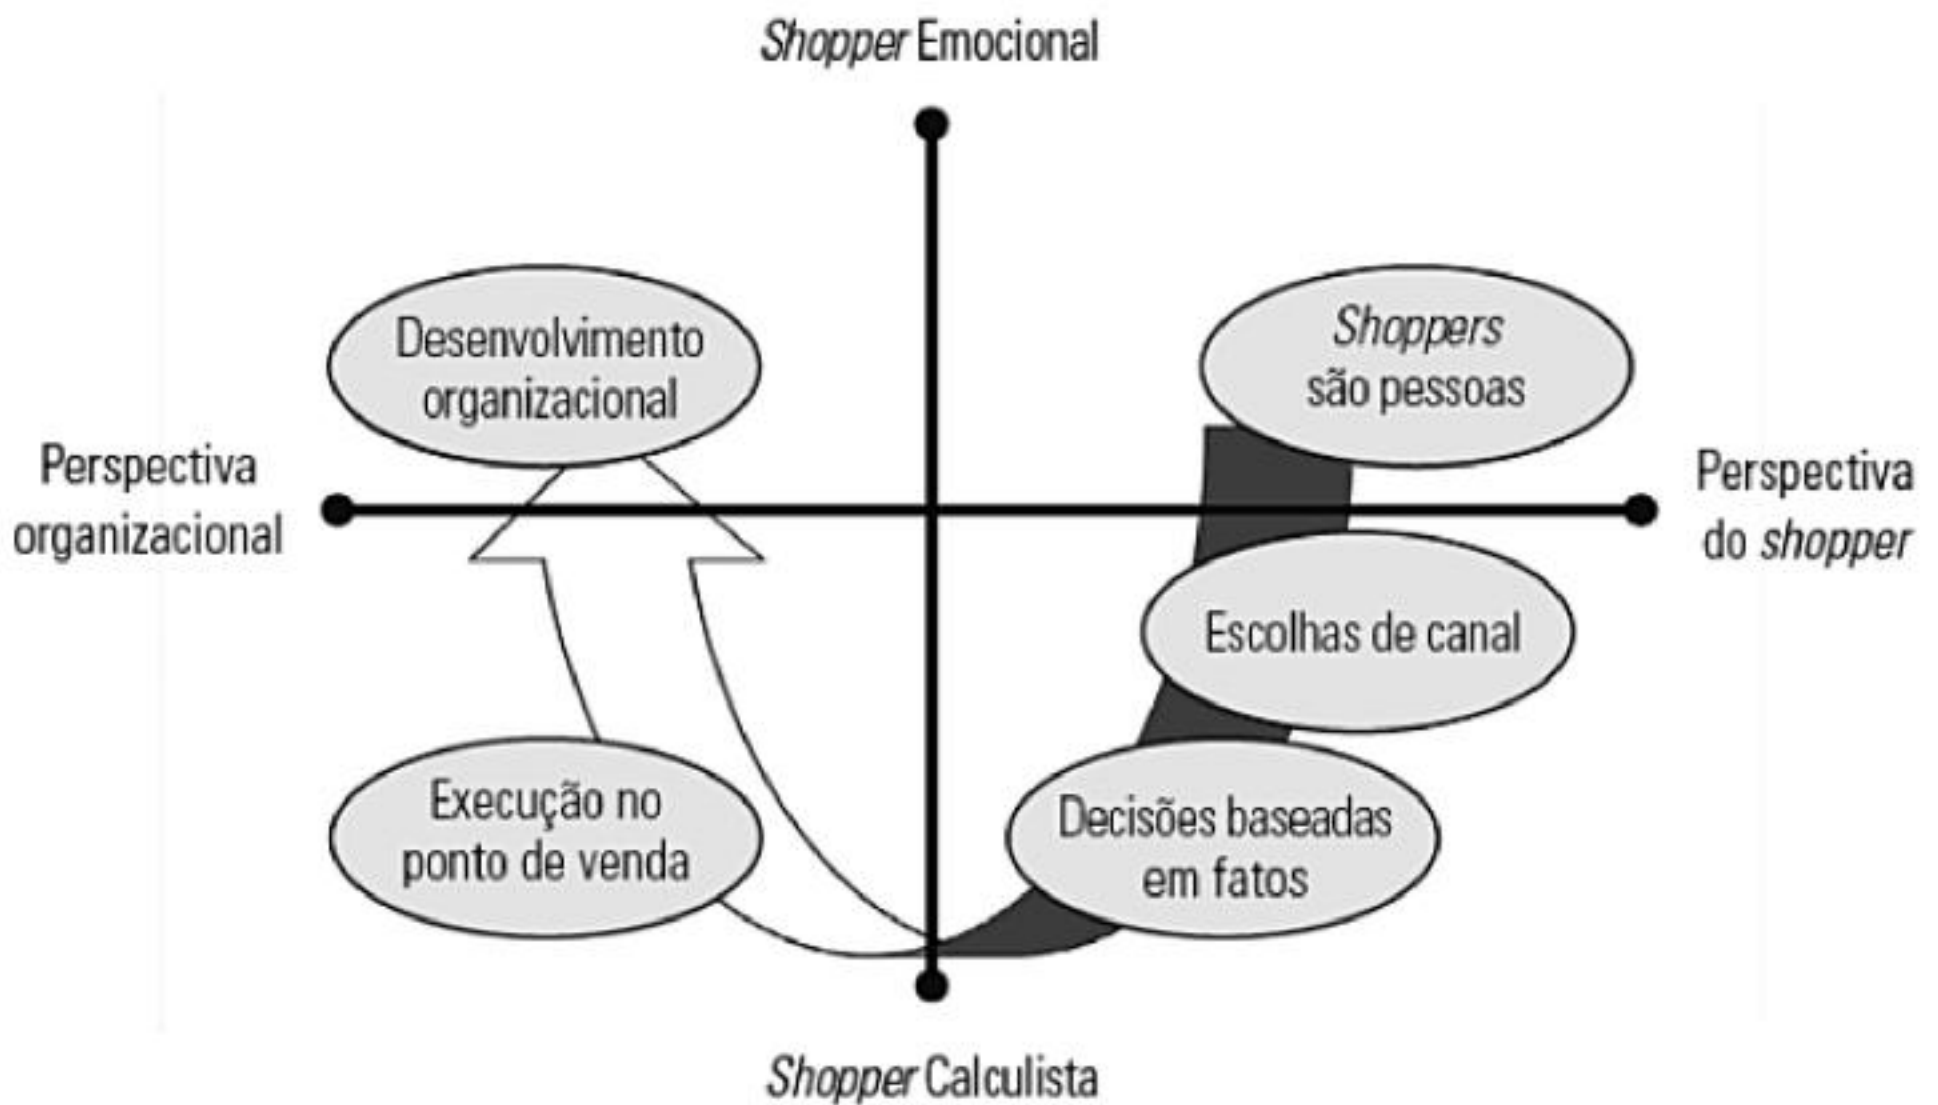 Shopper Emocional
Desenvolvimento
organizacional
Shoppers
são pessoas
Perspectiva
organizacional
Perspectiva
do shopper
Escolhas de canal
Execução no
ponto de venda
Decisões baseadas
em fatos
Shopper Calculista